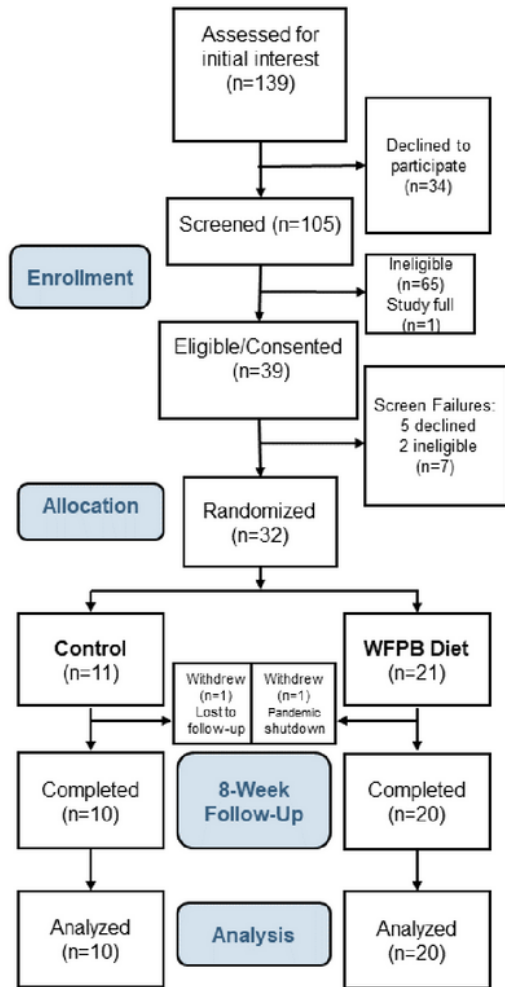 Assessed for
initial interest
(n=139)
Declined to
participate
(n=34)
Screened (n=105)
Enrollment
Ineligible
(n=65)
Study full
(n=1)
Eligible/Consented
(n=39)
Screen Failures:
5 declined
2 ineligible
(n=7)
Allocation
Randomized
(n=32)
Control
(n=11)
WFPB Diet
(n=21)
Withdrew
(n=1)
Lost to
follow-up
Withdrew
(n=1)
Pandemic
shutdown
Completed
(n=10)
8-Week
Follow-Up
Completed
(n=20)
Analyzed
(n=10)
Analysis
Analyzed
(n=20)